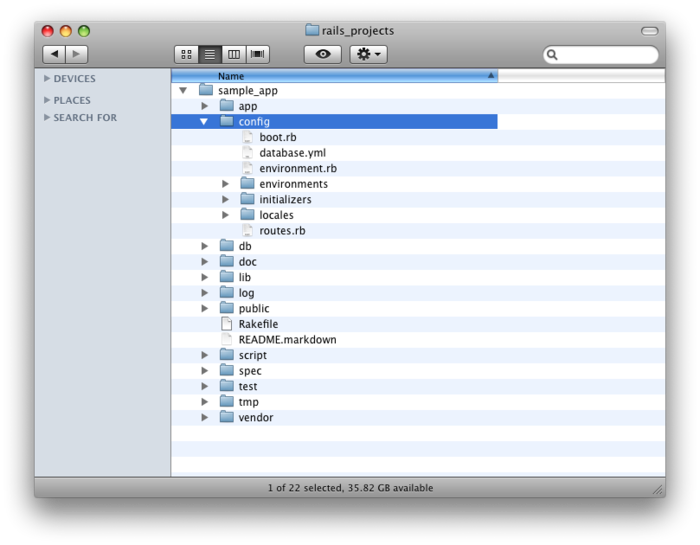 rails_projects
DEVICES
PLACES
SEARCH FOR
Name
sample_app
app
config
boot.rb
database.yml
environment.rb
environments
initializers
locales
routes.rb
db
doc
lib
log
public
Rakefile
README.markdown
script
spec
test
tmp
vendor
1 of 22 selected, 35.82 GB available